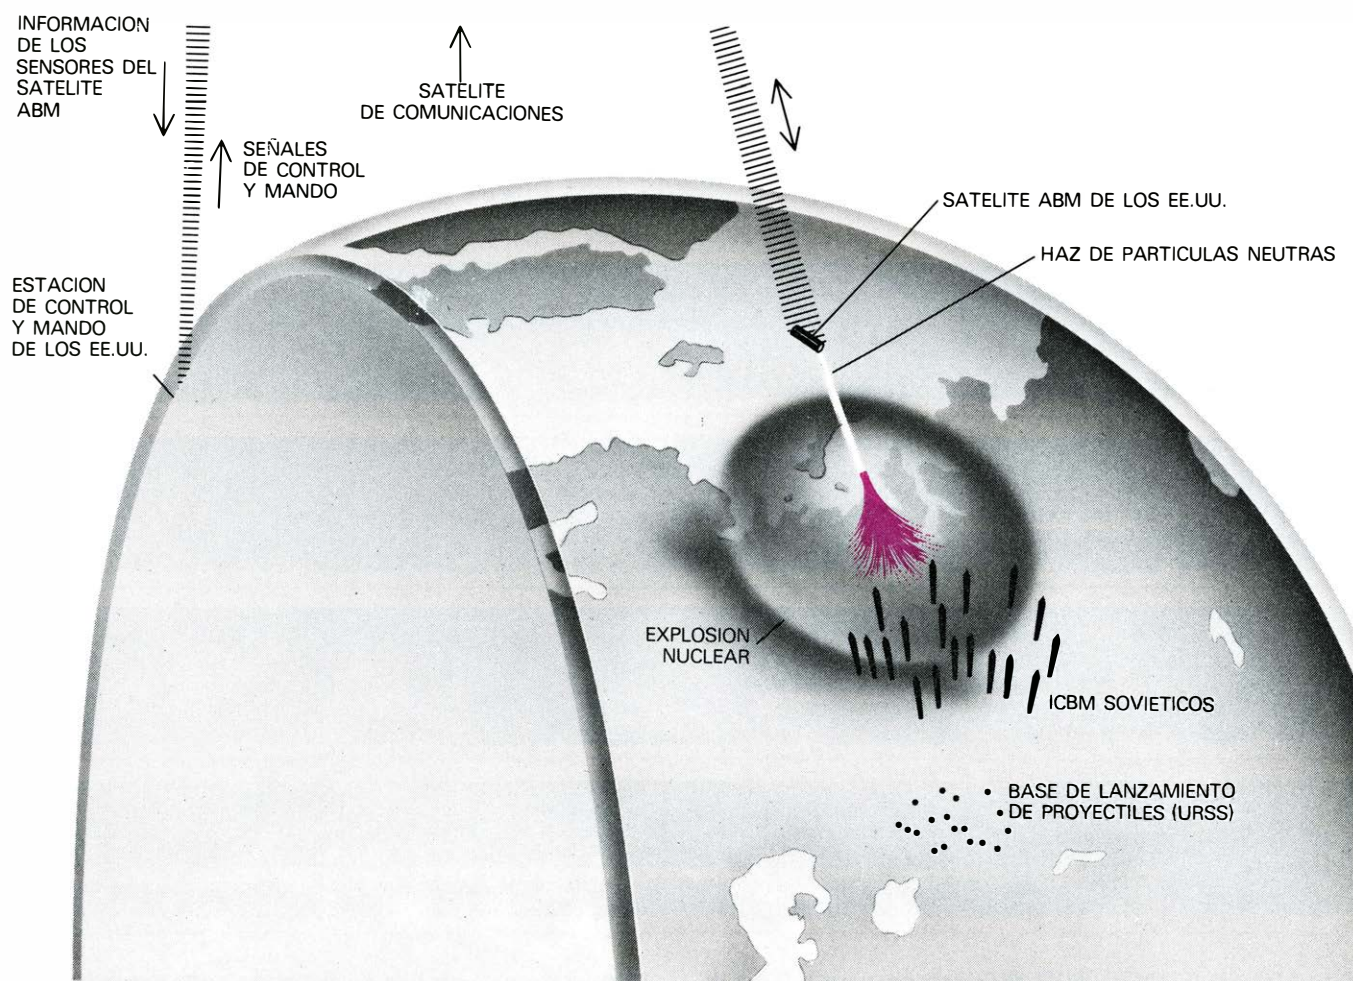 INFORMACION
DE LOS
SENSORES DEL
SATELITE
ABM
SATELITE
DE COMUNICACIONES
SEÑALES
DE CONTROL
Y MANDO
SATELITE ABM DE LOS EE.UU.
HAZ DE PARTICULAS NEUTRAS
ESTACION
DE CONTROL
Y MANDO
DE LOS EE.UU.
EXPLOSION
NUCLEAR
ICBM SOVIETICOS
BASE DE LANZAMIENTO
DE PROYECTILES (URSS)